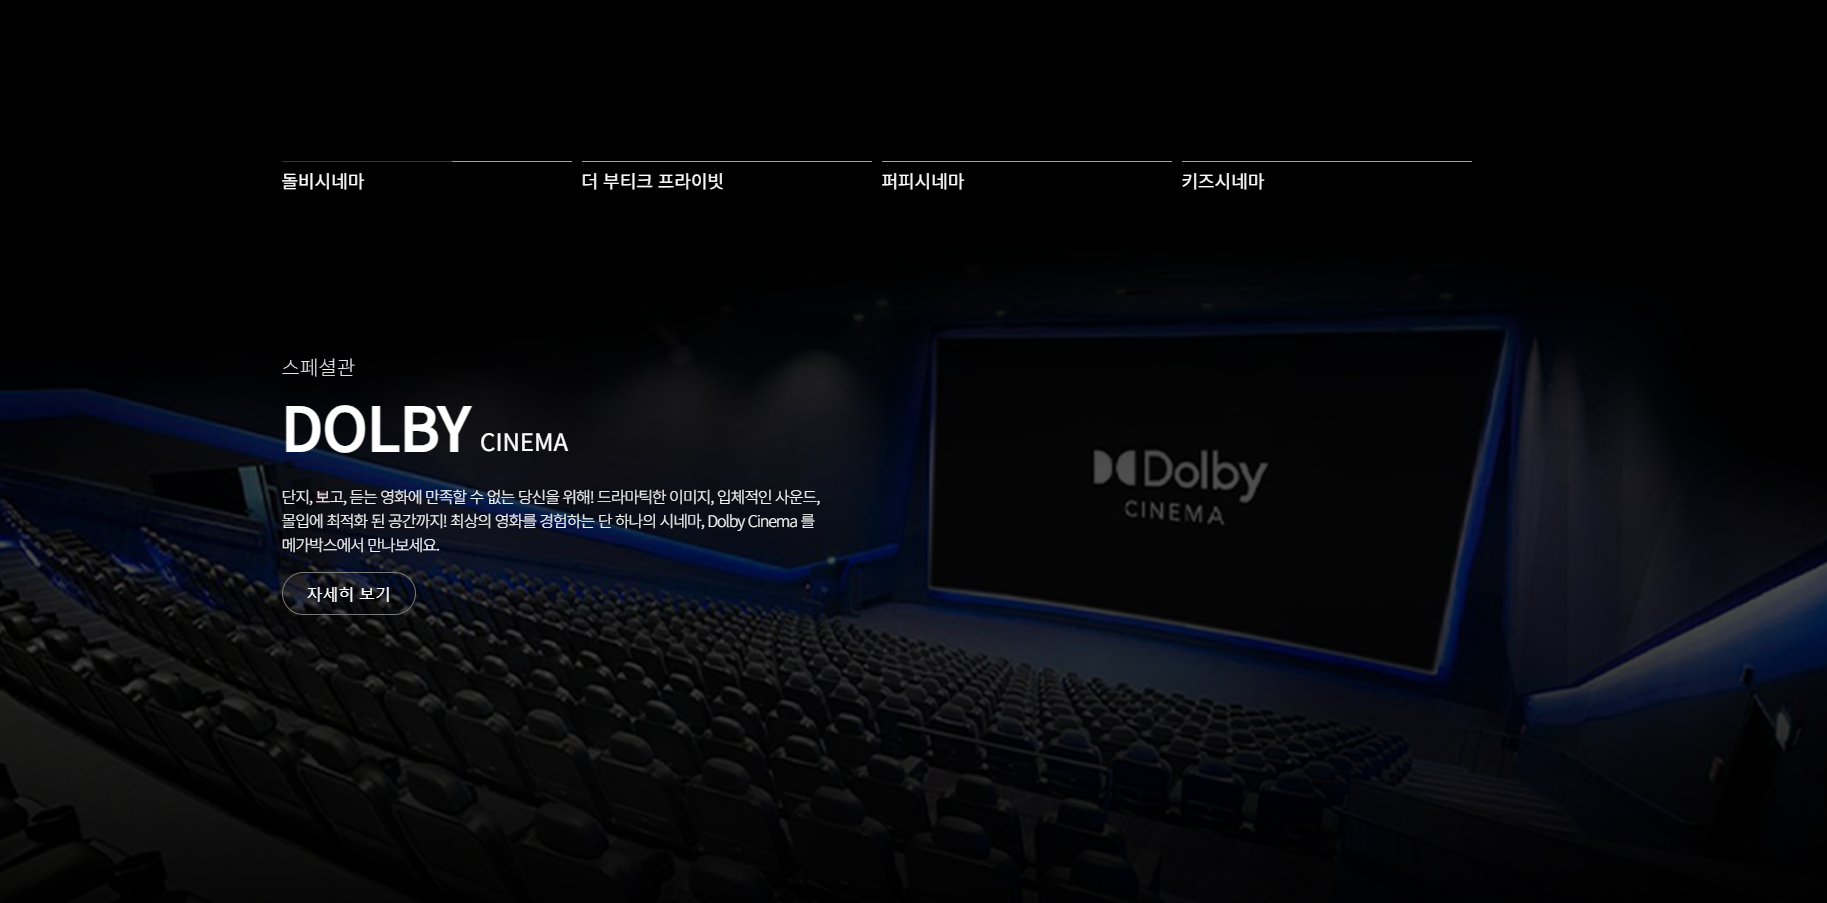 돌비시네마
더 부티크 프라이빗
퍼피시네마
키즈시네마
스페셜관
DOLBY CINEMA
단지, 보고, 듣는 영화에 만족할 수 없는 당신을 위해! 드라마틱한 이미지, 입체적인 사운드,
몰입에 최적화 된 공간까지! 최상의 영화를 경험하는 단 하나의 시네마, Dolby Cinema 를
메가박스에서 만나보세요.
자세히 보기
Dolby
CINEMA